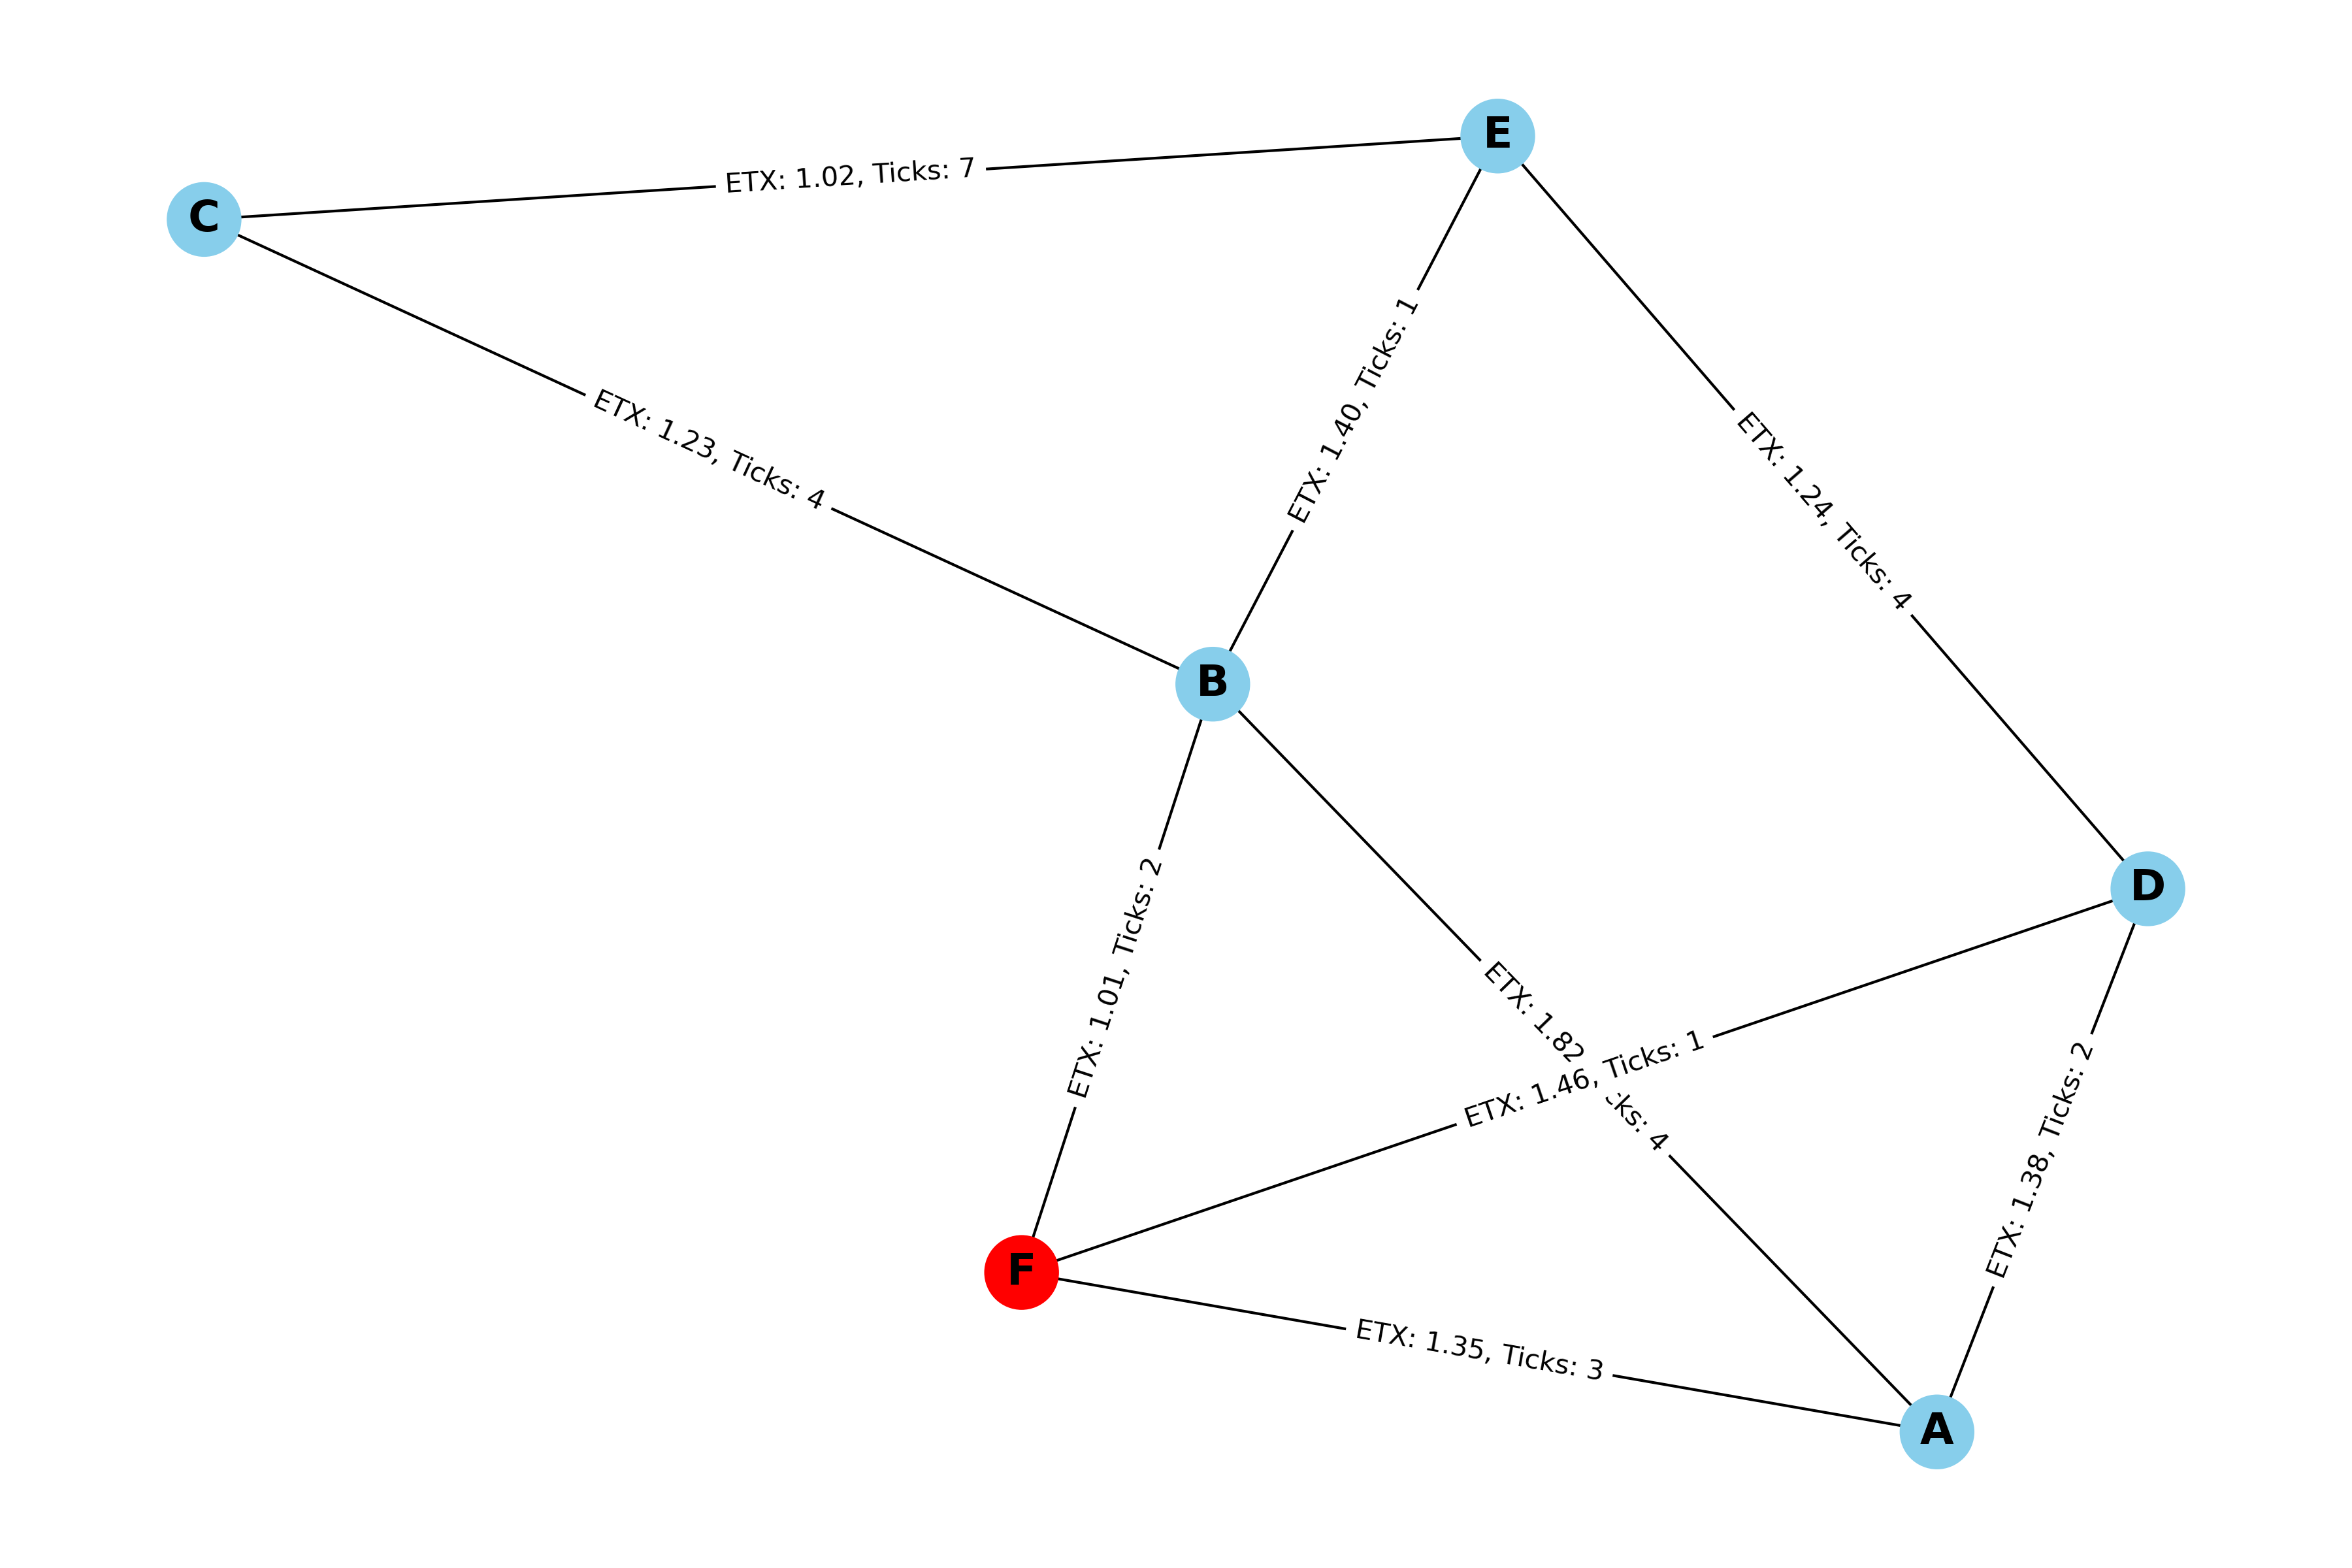 E
C
ETX: 1.02, Ticks: 7
ETX: 1.40, Ticks: 1
ETX: 1.23, Ticks: 4
ETX: 1.24, Ticks: 4
B
D
ETX: 1.01, Ticks: 2
ETX: 1.82 4
ETX: 1.46, Ticks: 1
ETX: 1.38, Ticks: 2
F
ETX: 1.35, Ticks: 3
A